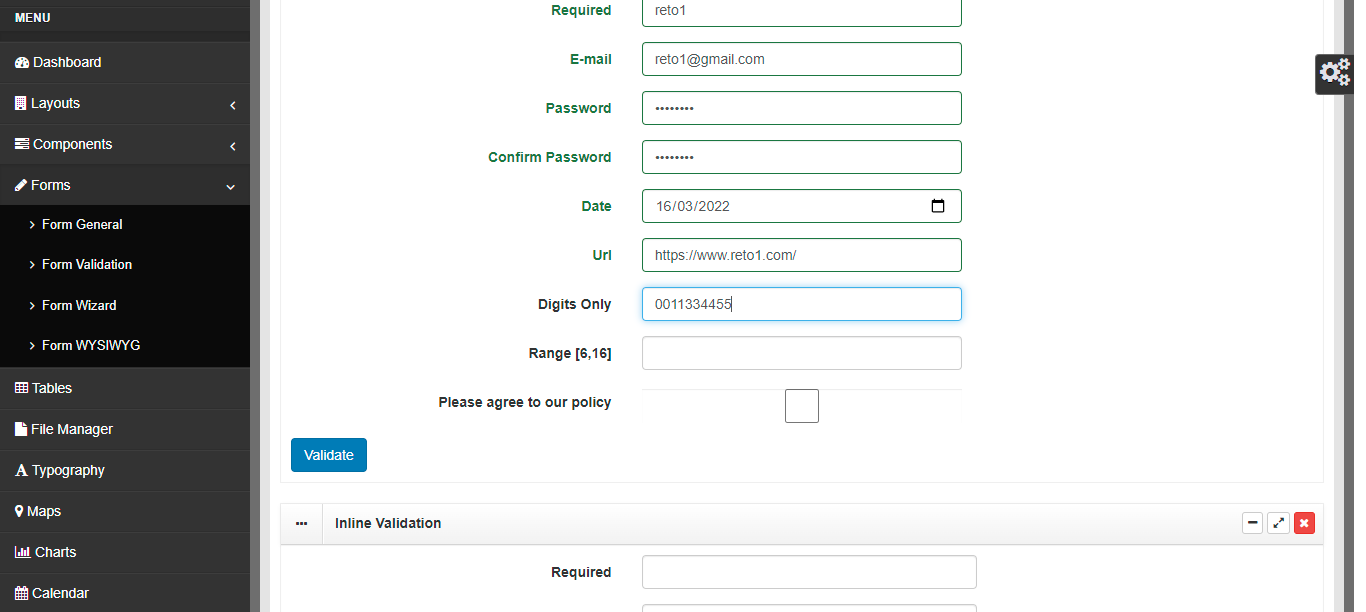 MENU
Dashboard
Layouts
Components
Forms
Form General
Form Validation
Form Wizard
Form WYSIWYG
Tables
File Manager
Typography
Maps
Charts
Calendar
Required reto1
E-mail reto1@gmail.com
Password ••••••••
Confirm Password ••••••••
Date 16/03/2022
Url https://www.reto1.com/
Digits Only 0011334455
Range [6,16]
Please agree to our policy
Validate
Inline Validation
Required